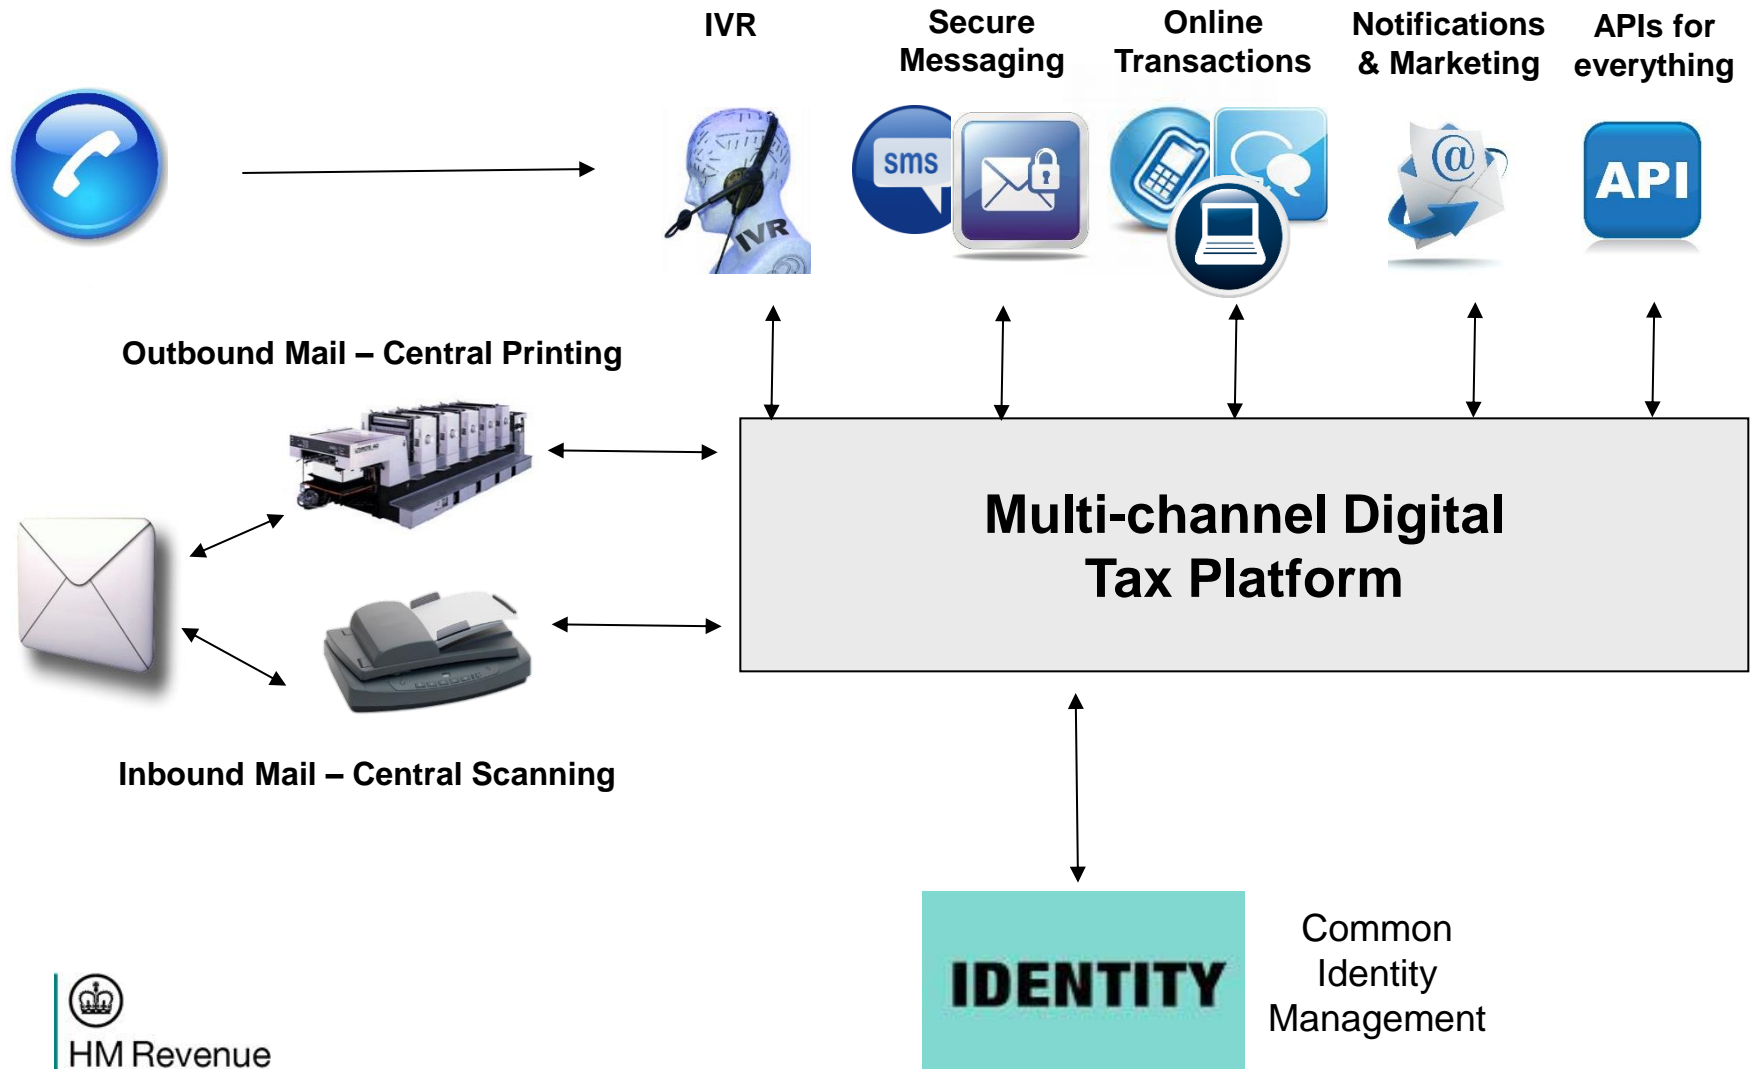 IVR
Secure
Messaging
Online
Transactions
Notifications
& Marketing
APIs for
everything
sms
@
API
IVR
Outbound Mail – Central Printing
Multi-channel Digital
Tax Platform
Inbound Mail – Central Scanning
IDENTITY
Common
Identity
Management
HM Revenue